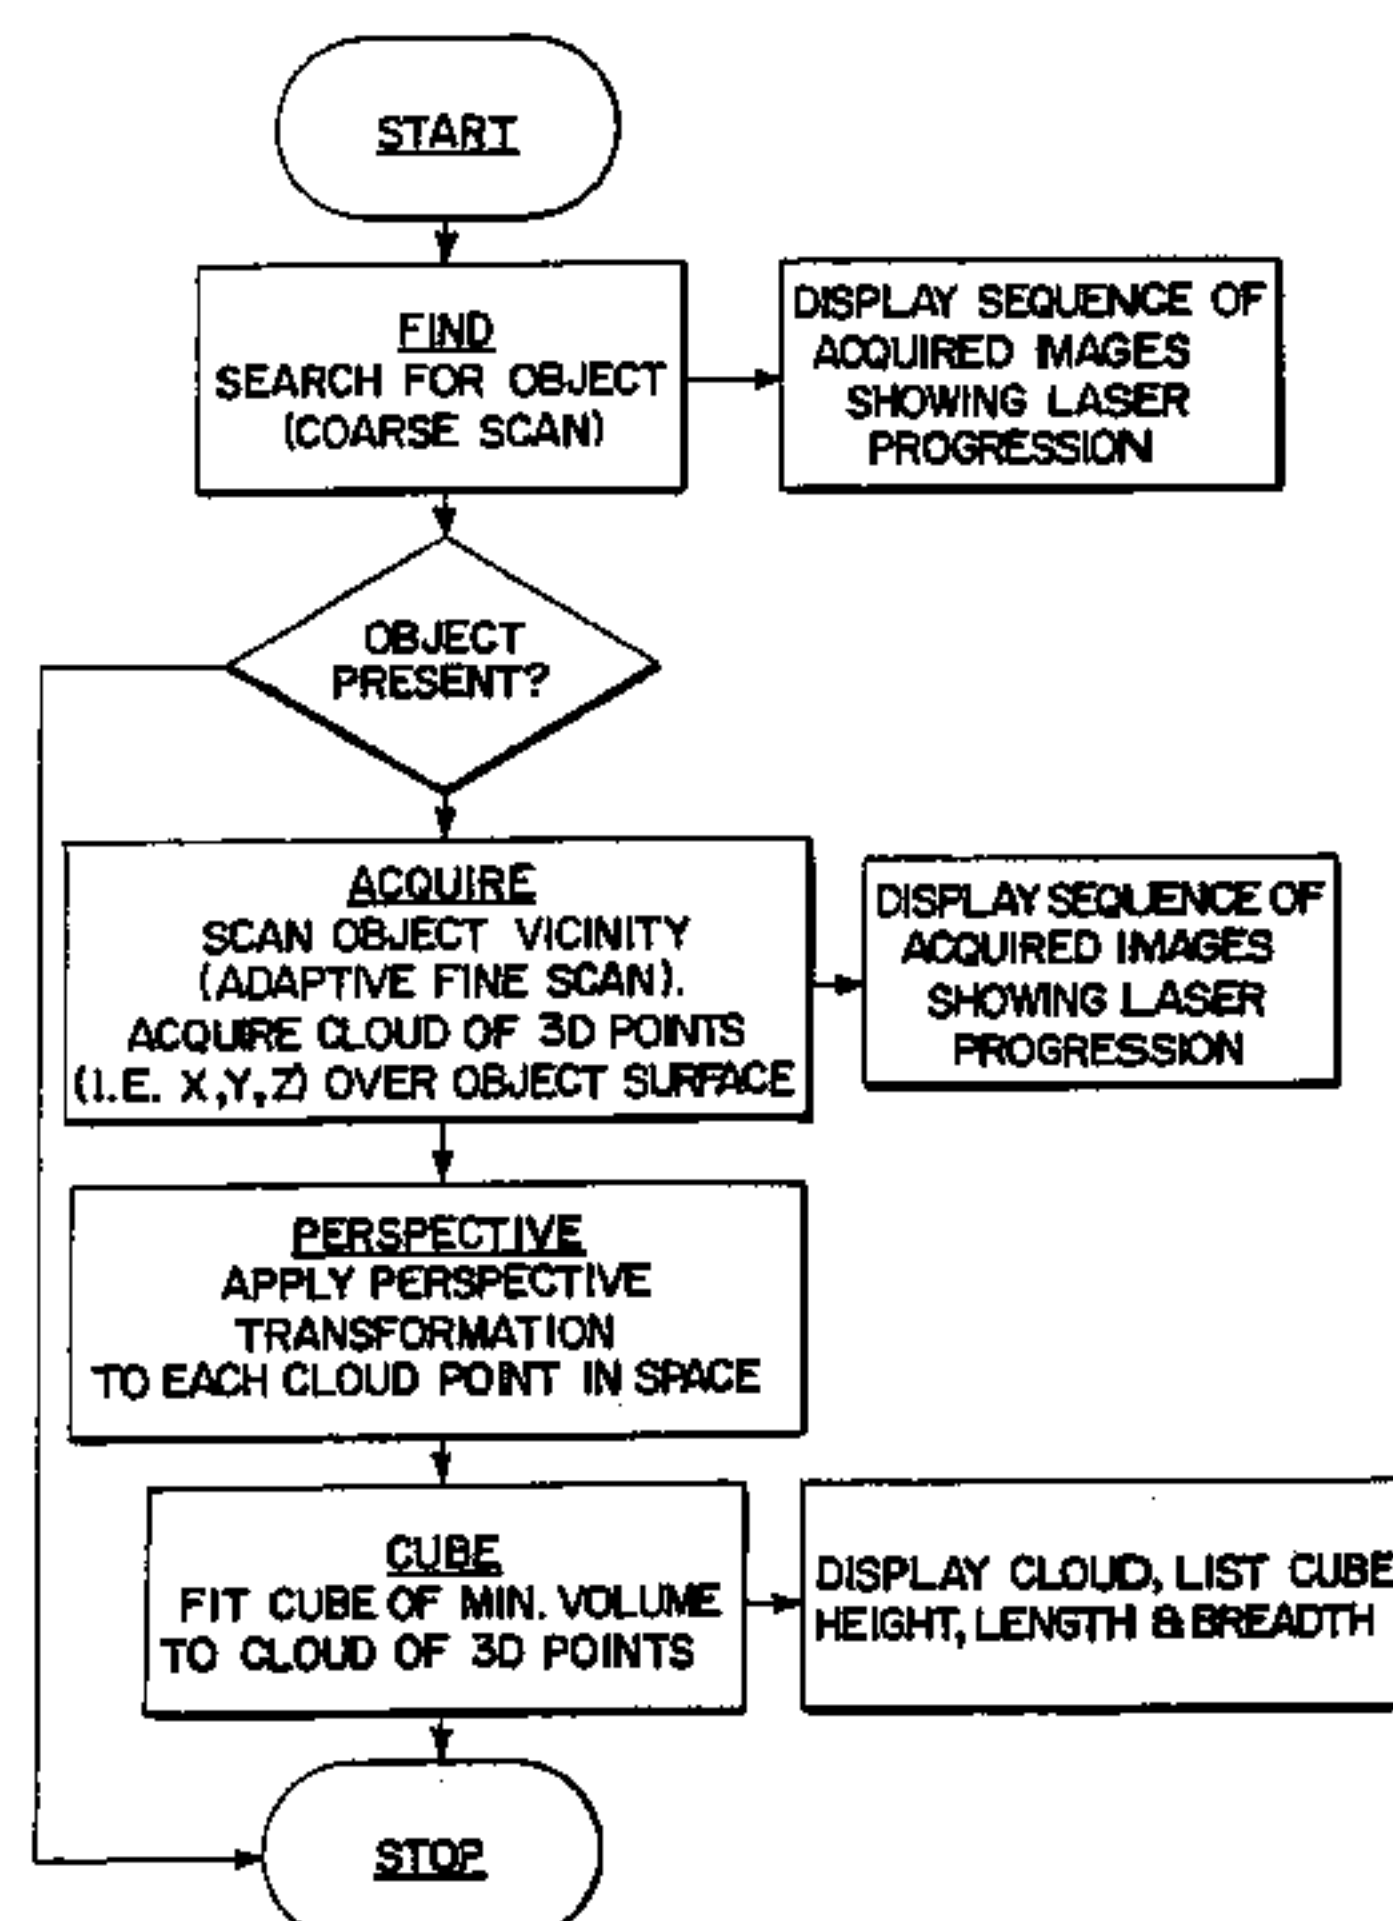 START
FIND
SEARCH FOR OBJECT
(COARSE SCAN)
DISPLAY SEQUENCE OF
ACQUIRED IMAGES
SHOWING LASER
PROGRESSION
OBJECT
PRESENT?
ACQUIRE
SCAN OBJECT VICINITY
(ADAPTIVE FINE SCAN).
ACQUIRE CLOUD OF 3D POINTS
(I.E. X,Y,Z) OVER OBJECT SURFACE
DISPLAY SEQUENCE OF
ACQUIRED IMAGES
SHOWING LASER
PROGRESSION
PERSPECTIVE
APPLY PERSPECTIVE
TRANSFORMATION
TO EACH CLOUD POINT IN SPACE
CUBE
FIT CUBE OF MIN. VOLUME
TO CLOUD OF 3D POINTS
DISPLAY CLOUD, LIST CUBE
HEIGHT, LENGTH & BREADTH
STOP